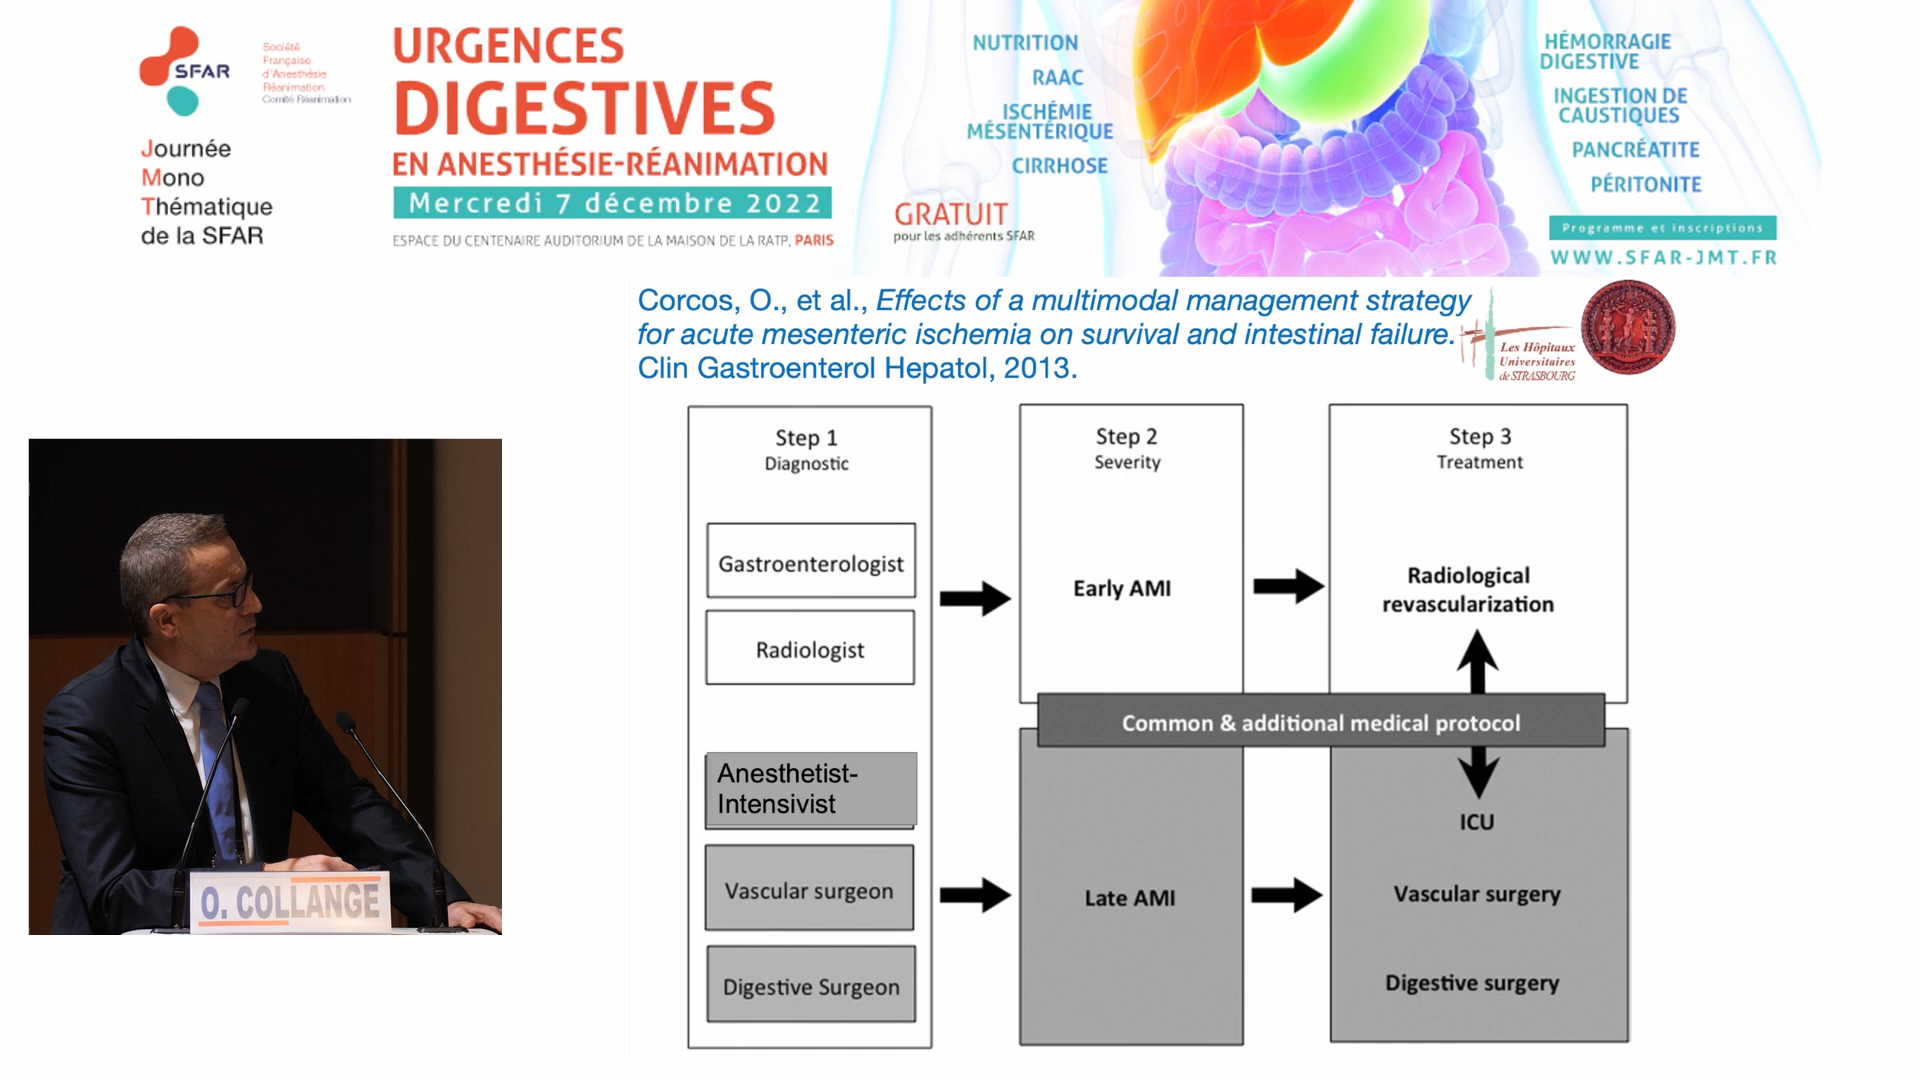 SFAR
Société
Française
d'Anesthésie
Réanimation
Comité Réanimation
Journée
Mono
Thématique
de la SFAR
URGENCES
DIGESTIVES
EN ANESTHÉSIE-RÉANIMATION
Mercredi 7 décembre 2022
ESPACE DU CENTENAIRE AUDITORIUM DE LA MAISON DE LA RATP, PARIS
NUTRITION
RAAC
ISCHÉMIE
MÉSENTÉRIQUE
CIRRHOSE
GRATUIT
pour les adhérents SFAR
HÉMORRAGIE
DIGESTIVE
INGESTION DE
CAUSTIQUES
PANCRÉATITE
PÉRITONITE
Programme et inscriptions
WWW.SFAR-JMT.FR
Corcos, O., et al., Effects of a multimodal management strategy
for acute mesenteric ischemia on survival and intestinal failure.
Clin Gastroenterol Hepatol, 2013.
Les Hôpitaux
Universitaires
de STRASBOURG
Step 1
Diagnostic
Gastroenterologist
Radiologist
Anesthetist-
Intensivist
Vascular surgeon
Digestive Surgeon
Step 2
Severity
Early AMI
Late AMI
Step 3
Treatment
Radiological
revascularization
Common & additional medical protocol
ICU
Vascular surgery
Digestive surgery
O. COLLANGE